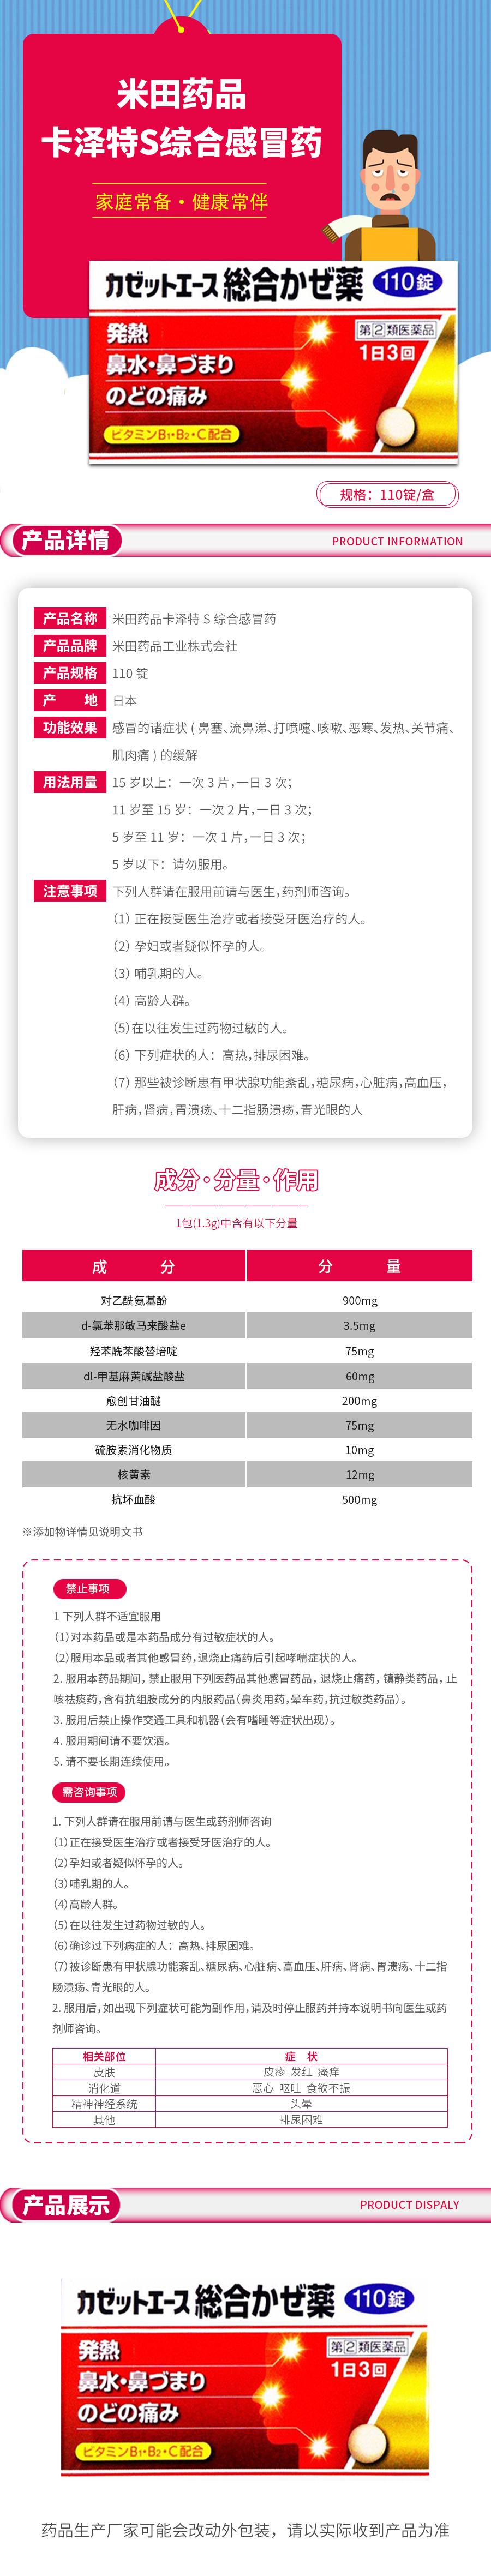 米田药品
卡泽特S综合感冒药
家庭常备·健康常伴
カゼットエース総合かぜ薬 110錠
発熱
鼻水・鼻づまり
のどの痛み
第②類医薬品
1日3回
ビタミンB1・B2・C配合
规格：110锭/盒
产品详情
PRODUCT INFORMATION
产品名称 米田药品卡泽特 S 综合感冒药
产品品牌 米田药品工业株式会社
产品规格 110 锭
产 地 日本
功能效果 感冒的诸症状 ( 鼻塞、流鼻涕、打喷嚏、咳嗽、恶寒、发热、关节痛、
肌肉痛 ) 的缓解
用法用量 15 岁以上：一次 3 片，一日 3 次；
11 岁至 15 岁：一次 2 片，一日 3 次；
5 岁至 11 岁：一次 1 片，一日 3 次；
5 岁以下：请勿服用。
注意事项 下列人群请在服用前请与医生，药剂师咨询。
（1）正在接受医生治疗或者接受牙医治疗的人。
（2）孕妇或者疑似怀孕的人。
（3）哺乳期的人。
（4）高龄人群。
（5）在以往发生过药物过敏的人。
（6）下列症状的人：高热，排尿困难。
（7）那些被诊断患有甲状腺功能紊乱，糖尿病，心脏病，高血压，
肝病，肾病，胃溃疡、十二指肠溃疡，青光眼的人
成分·分量·作用
1包(1.3g)中含有以下分量
成 分 分 量
对乙酰氨基酚 900mg
d-氯苯那敏马来酸盐e 3.5mg
羟苯酰苯酸替培啶 75mg
dl-甲基麻黄碱盐酸盐 60mg
愈创甘油醚 200mg
无水咖啡因 75mg
硫胺素消化物质 10mg
核黄素 12mg
抗坏血酸 500mg
※添加物详情见说明文书
禁止事项
1 下列人群不适宜服用
（1）对本药品或是本药品成分有过敏症状的人。
（2）服用本品或者其他感冒药，退烧止痛药后引起哮喘症状的人。
2. 服用本药品期间，禁止服用下列医药品其他感冒药品，退烧止痛药，镇静类药品，止
咳祛痰药，含有抗组胺成分的内服药品（鼻炎用药，晕车药，抗过敏类药品）。
3. 服用后禁止操作交通工具和机器（会有嗜睡等症状出现）。
4. 服用期间请不要饮酒。
5. 请不要长期连续使用。
需咨询事项
1. 下列人群请在服用前请与医生或药剂师咨询
（1）正在接受医生治疗或者接受牙医治疗的人。
（2）孕妇或者疑似怀孕的人。
（3）哺乳期的人。
（4）高龄人群。
（5）在以往发生过药物过敏的人。
（6）确诊过下列病症的人：高热、排尿困难。
（7）被诊断患有甲状腺功能紊乱、糖尿病、心脏病、高血压、肝病、肾病、胃溃疡、十二指
肠溃疡、青光眼的人。
2. 服用后，如出现下列症状可能为副作用，请及时停止服药并持本说明书向医生或药
剂师咨询。
相关部位 症 状
皮肤 皮疹 发红 瘙痒
消化道 恶心 呕吐 食欲不振
精神神经系统 头晕
其他 排尿困难
产品展示
PRODUCT DISPALY
カゼットエース総合かぜ薬 110錠
発熱
鼻水・鼻づまり
のどの痛み
第②類医薬品
1日3回
ビタミンB1・B2・C配合
药品生产厂家可能会改动外包装，请以实际收到产品为准